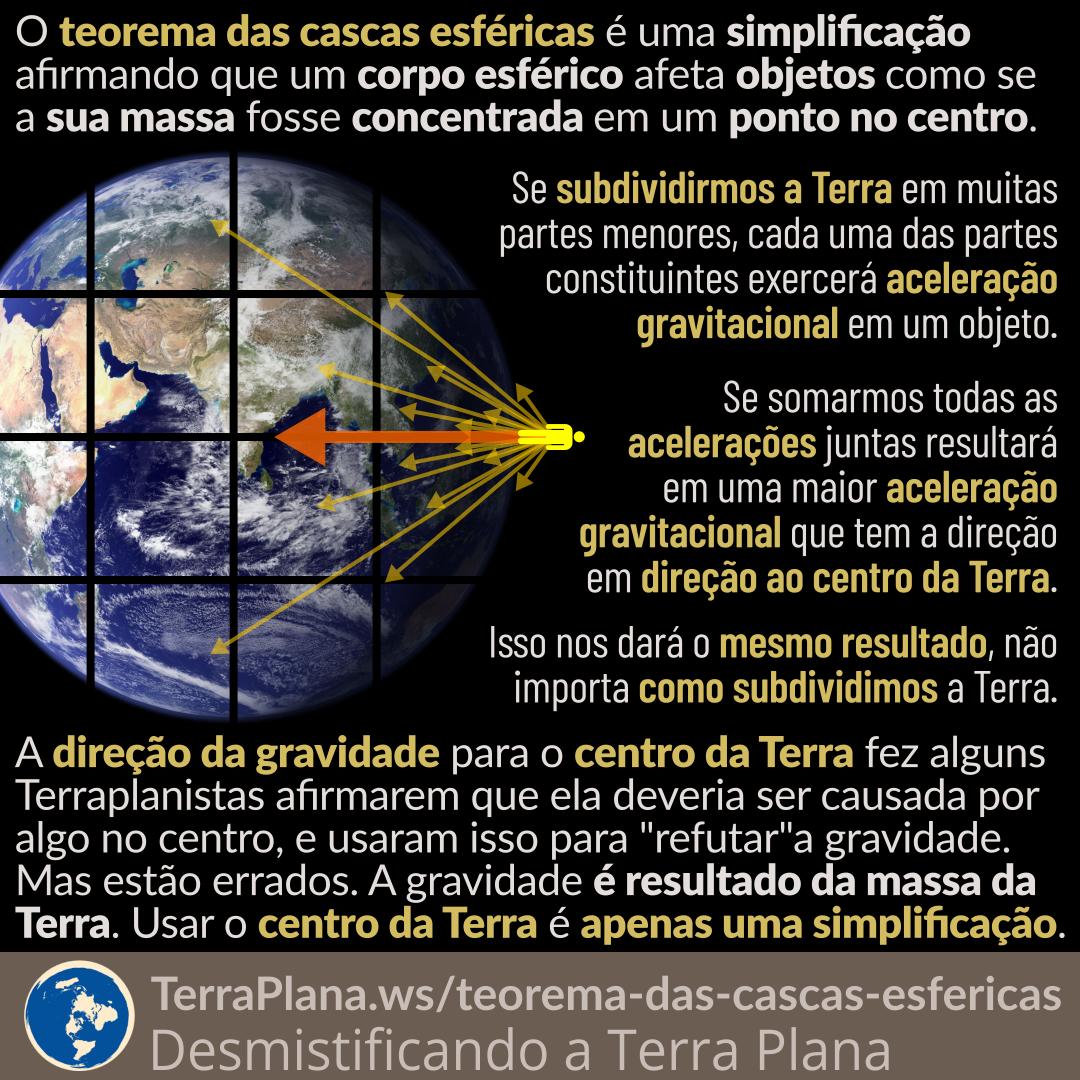 O teorema das cascas esféricas é uma simplificação
afirmando que um corpo esférico afeta objetos como se
a sua massa fosse concentrada em um ponto no centro.
Se subdividirmos a Terra em muitas
partes menores, cada uma das partes
constituintes exercerá aceleração
gravitacional em um objeto.
Se somarmos todas as
acelerações juntas resultará
em uma maior aceleração
gravitacional que tem a direção
em direção ao centro da Terra.
Isso nos dará o mesmo resultado, não
importa como subdividimos a Terra.
A direção da gravidade para o centro da Terra fez alguns
Terraplanistas afirmarem que ela deveria ser causada por
algo no centro, e usaram isso para "refutar"a gravidade.
Mas estão errados. A gravidade é resultado da massa da
Terra. Usar o centro da Terra é apenas uma simplificação.
TerraPlana.ws/teorema-das-cascas-esfericas
Desmistificando a Terra Plana